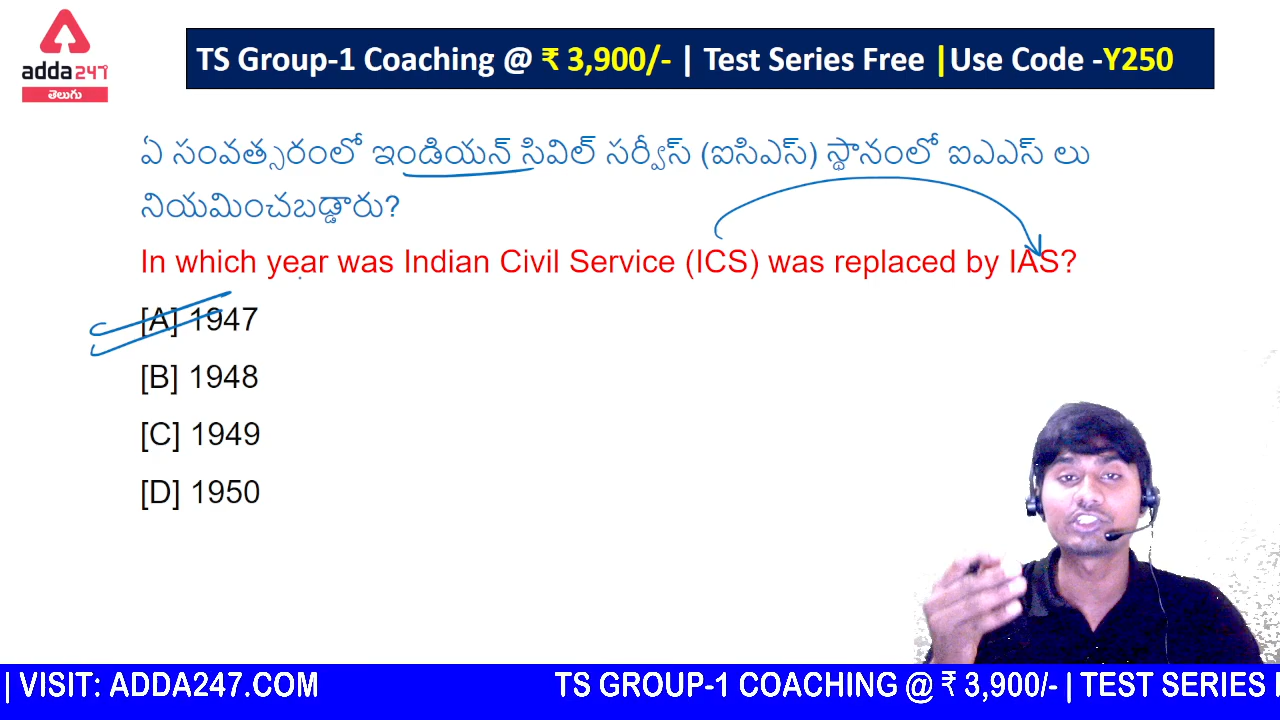 adda247
తెలుగు
TS Group-1 Coaching @ ₹ 3,900/- | Test Series Free |Use Code -Y250
ఏ సంవత్సరంలో ఇండియన్ సివిల్ సర్వీస్ (ఐసిఎస్) స్థానంలో ఐఎఎస్ లు
నియమించబడ్డారు?
In which year was Indian Civil Service (ICS) was replaced by IAS?
[A] 1947
[B] 1948
[C] 1949
[D] 1950
| VISIT: ADDA247.COM TS GROUP-1 COACHING @ ₹ 3,900/- | TEST SERIES